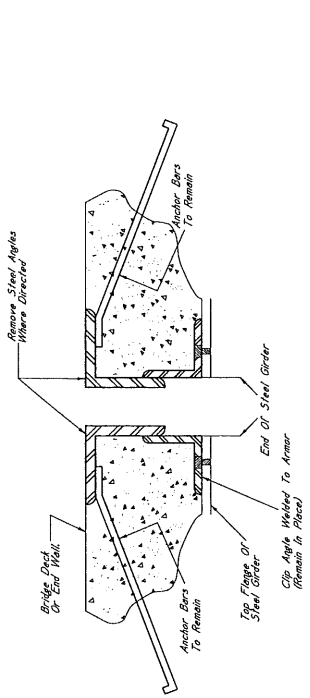 Remove Steel Angles
Where Directed
Bridge Deck
Or End Wall.
Anchor Bars
To Remain
Anchor Bars
To Remain
End Of Steel Girder
Top Flange Of
Steel Girder
Clip Angle Welded To Armor
(Remain In Place)